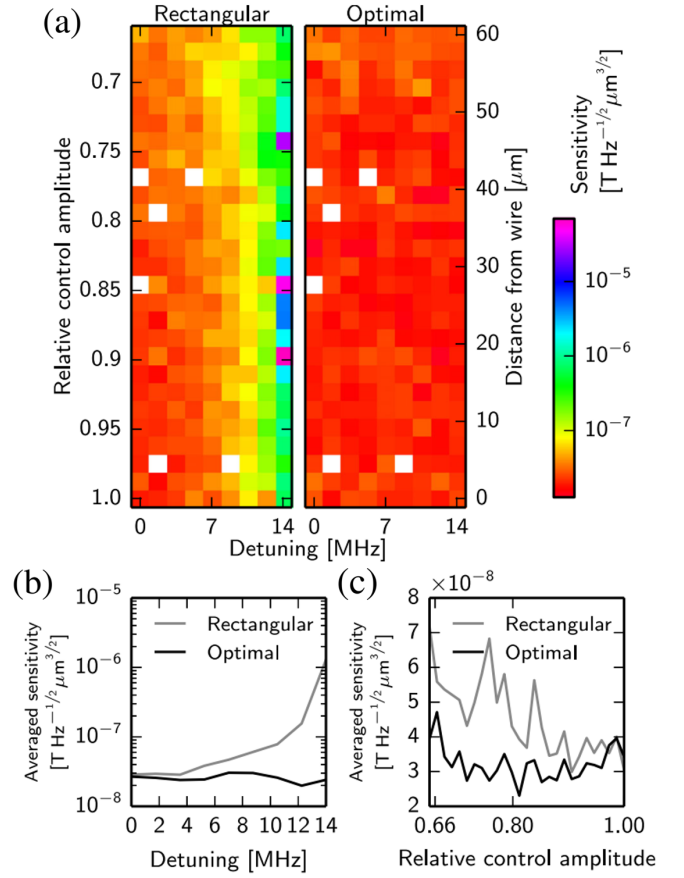 (a)
Rectangular
Optimal
Relative control amplitude
0.7
0.75
0.8
0.85
0.9
0.95
1.0
60
50
40
30
20
10
0
Distance from wire [μm]
Sensitivity
[T Hz^{-1/2} μm^{3/2}]
10^{-5}
10^{-6}
10^{-7}
0 7 14
0 7 14
Detuning [MHz]
(b)
Averaged sensitivity
[T Hz^{-1/2} μm^{3/2}]
10^{-5}
10^{-6}
10^{-7}
10^{-8}
Rectangular
Optimal
0 2 4 6 8 10 12 14
Detuning [MHz]
(c)
×10^{-8}
Averaged sensitivity
[T Hz^{-1/2} μm^{3/2}]
8
7
6
5
4
3
2
Rectangular
Optimal
0.66 0.80 1.00
Relative control amplitude